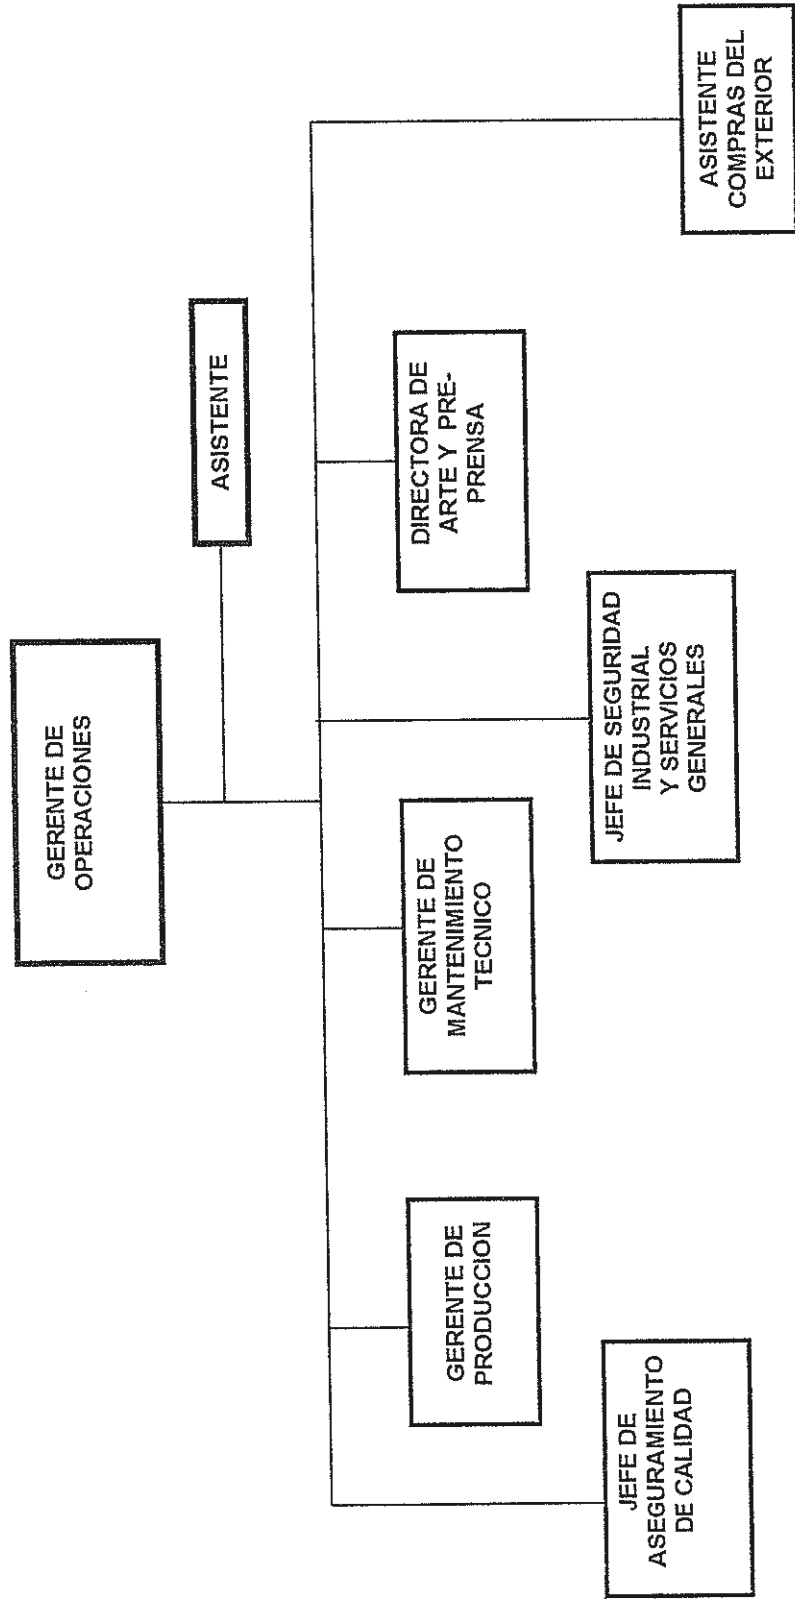 GERENTE DE
OPERACIONES
ASISTENTE
GERENTE DE
PRODUCCION
GERENTE DE
MANTENIMIENTO
TECNICO
DIRECTORA DE
ARTE Y PRE-
PRENSA
JEFE DE
ASEGURAMIENTO
DE CALIDAD
JEFE DE SEGURIDAD
INDUSTRIAL
Y SERVICIOS
GENERALES
ASISTENTE
COMPRAS DEL
EXTERIOR